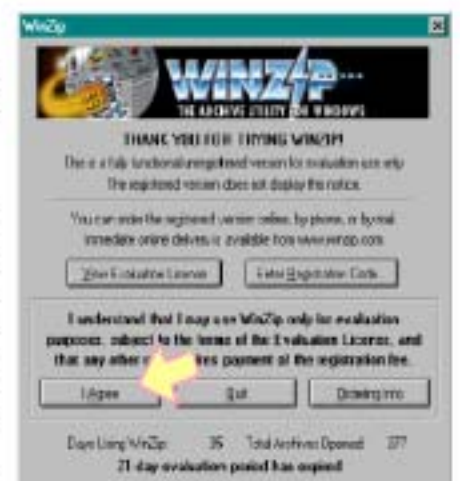 WinZip
WINZIP
THE ARCHIVE UTILITY FOR WINDOWS
THANK YOU FOR TRYING WINZIP!
This is a fully functional unregistered version for evaluation use only.
The registered version does not display this notice.
You can order the registered version online, by phone, or by mail.
Immediate online delivery is available from www.winzip.com
View Evaluation License
Enter Registration Code...
I understand that I may use WinZip only for evaluation
purposes, subject to the terms of the Evaluation License, and
that any other payment of the registration fee.
I Agree
Quit
Ordering Info
Days Using WinZip: 35 Total Archives Opened: 377
21 day evaluation period has expired